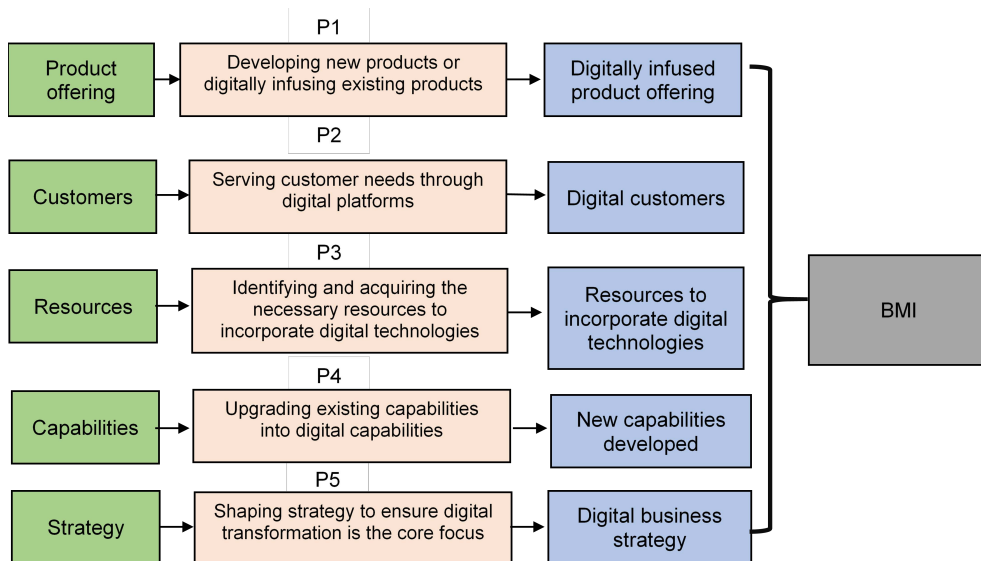 P1
Product
offering
Developing new products or
digitally infusing existing products
Digitally infused
product offering
P2
Customers
Serving customer needs through
digital platforms
Digital customers
P3
Resources
Identifying and acquiring the
necessary resources to
incorporate digital technologies
Resources to
incorporate digital
technologies
BMI
P4
Capabilities
Upgrading existing capabilities
into digital capabilities
New capabilities
developed
P5
Strategy
Shaping strategy to ensure digital
transformation is the core focus
Digital business
strategy